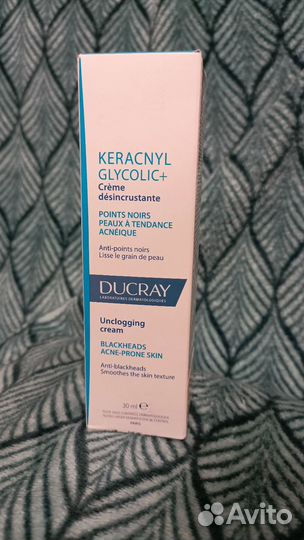 KERACNYL
GLYCOLIC+
Crème
désincrustante
POINTS NOIRS
PEAUX À TENDANCE
ACNÉIQUE
Anti-points noirs
Lisse le grain de peau
DUCRAY
LABORATOIRES DERMATOLOGIQUES
Unclogging
cream
BLACKHEADS
ACNE-PRONE SKIN
Anti-blackheads
Smoothes the skin texture
30 ml e
PARIS
Avito